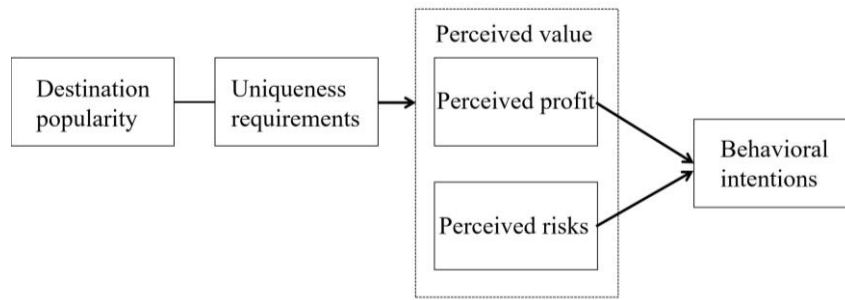 Destination
popularity
Uniqueness
requirements
Perceived value
Perceived profit
Perceived risks
Behavioral
intentions